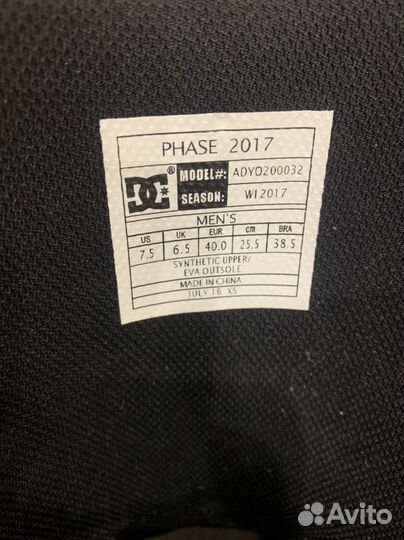 PHASE 2017
DC®
MODEL#: ADYO200032
SEASON: WI2017
MEN'S
US UK EUR cm BRA
7.5 6.5 40.0 25.5 38.5
SYNTHETIC UPPER/
EVA OUTSOLE
MADE IN CHINA
JULY 16 XS
Avito